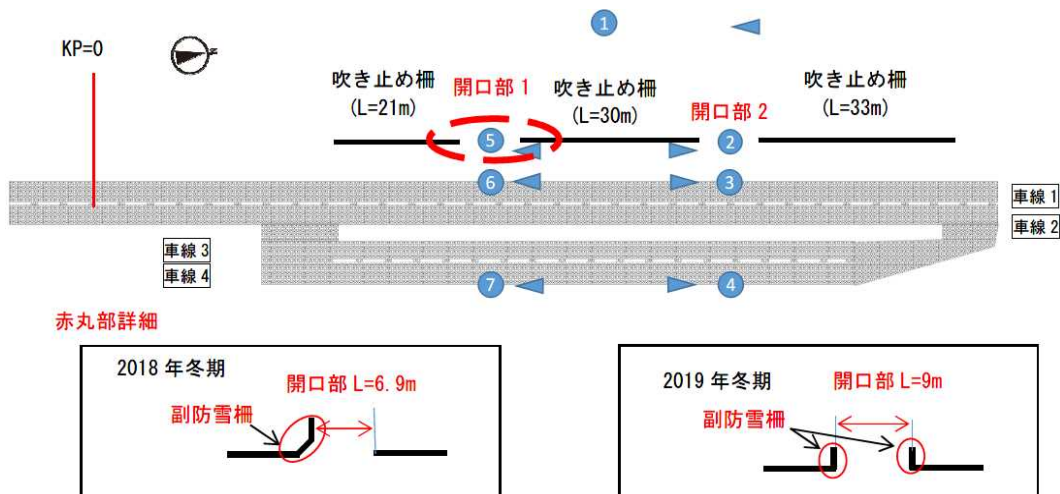 1
KP=0
N
吹き止め柵
(L=21m)
開口部 1
吹き止め柵
(L=30m)
開口部 2
吹き止め柵
(L=33m)
5
2
6
3
車線 1
車線 2
車線 3
車線 4
7
4
赤丸部詳細
2018 年冬期
開口部 L=6.9m
副防雪柵
2019 年冬期
開口部 L=9m
副防雪柵